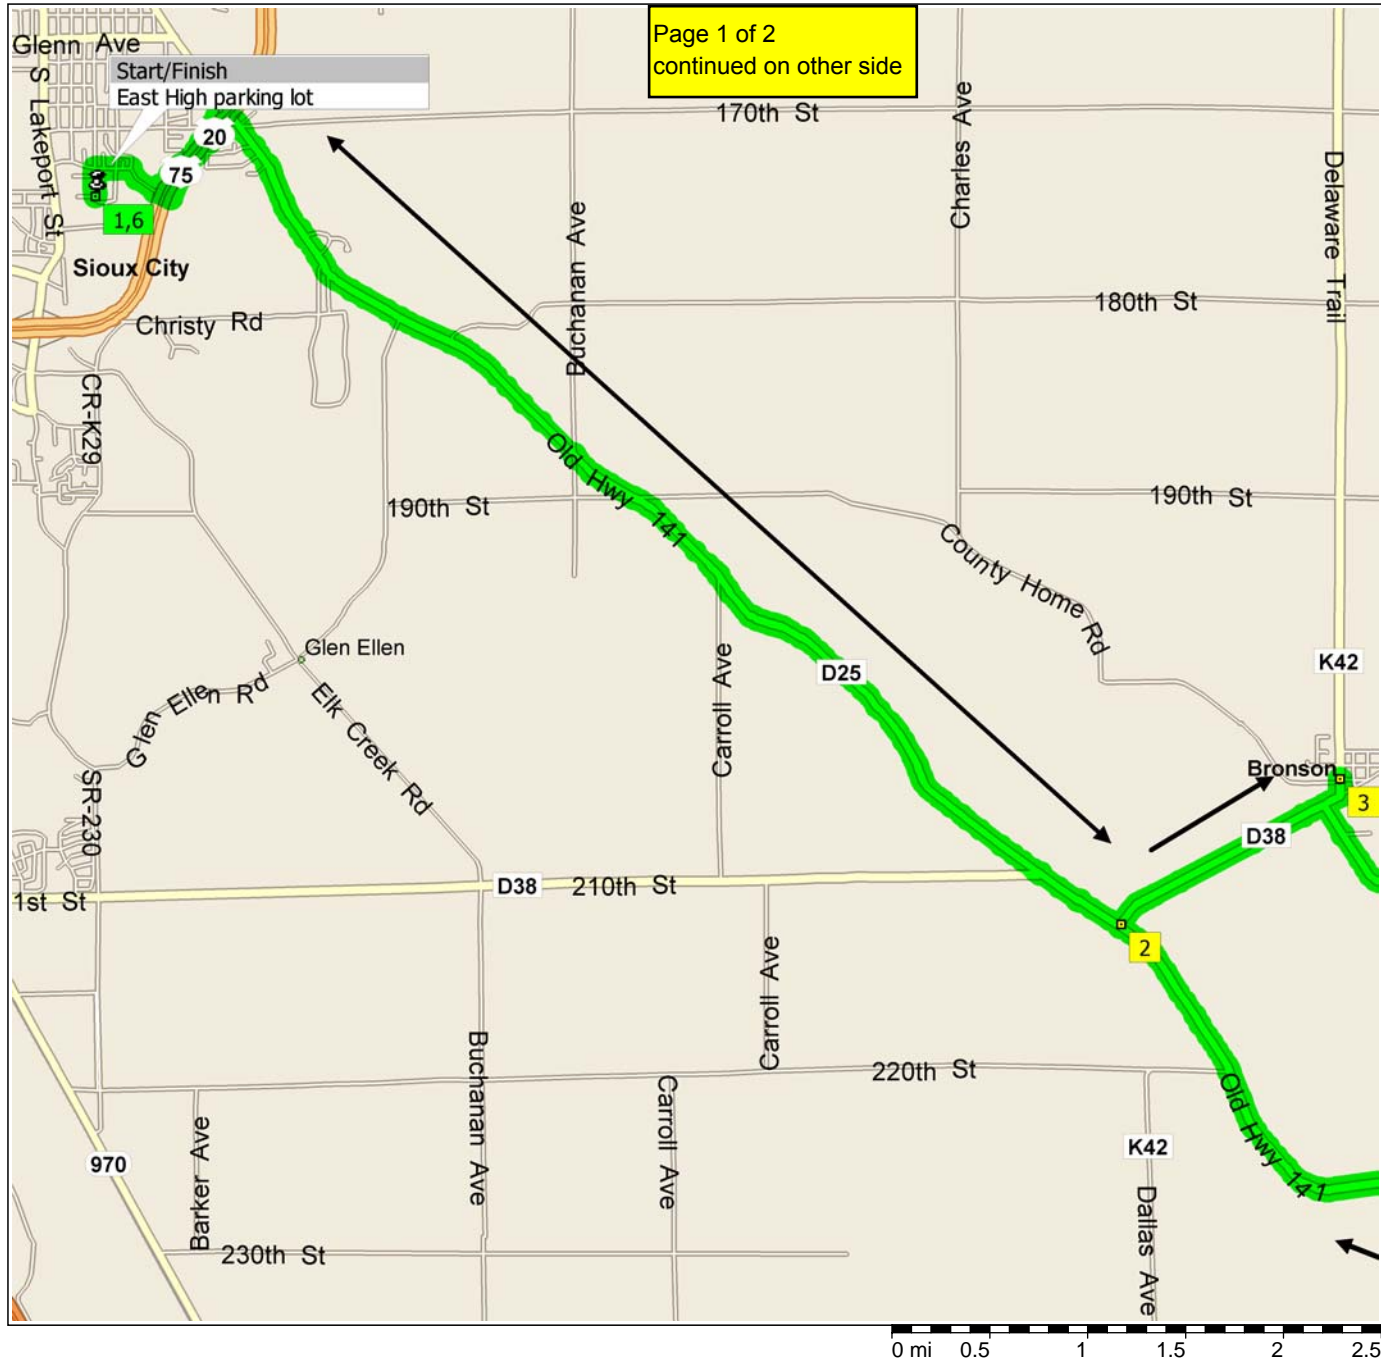 Page 1 of 2
continued on other side
Glenn Ave
Start/Finish
East High parking lot
S Lakeport St
20
75
1,6
Sioux City
170th St
Charles Ave
Delaware Trail
Buchanan Ave
180th St
Christy Rd
CR-K29
Old Hwy 141
190th St
190th St
County Home Rd
Glen Ellen
Glen Ellen Rd
Elk Creek Rd
Carroll Ave
D25
K42
Bronson
3
D38
SR-230
1st St
D38
210th St
2
Carroll Ave
220th St
Buchanan Ave
Carroll Ave
Old Hwy 141
K42
Dallas Ave
970
Barker Ave
230th St
0 mi 0.5 1 1.5 2 2.5